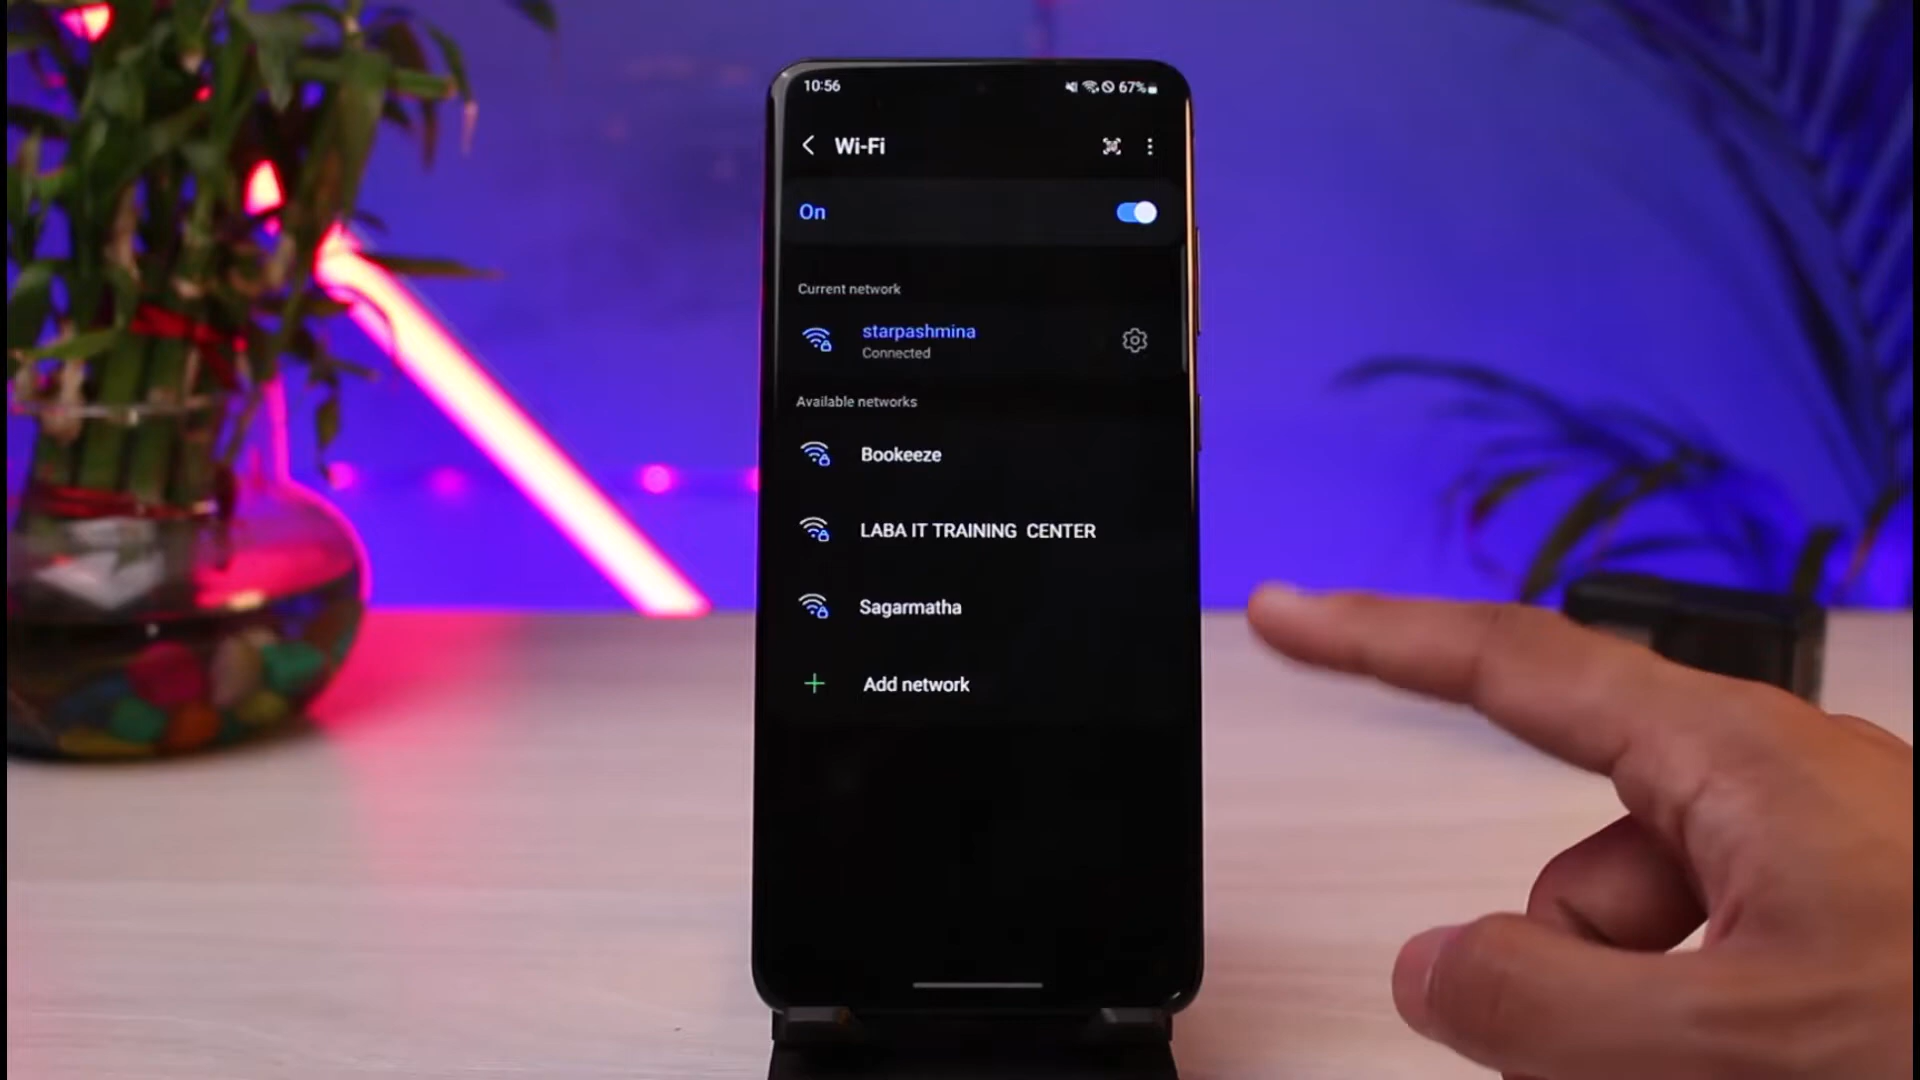 10:56
67%
Wi-Fi
On
Current network
starpashmina
Connected
Available networks
Bookeeze
LABA IT TRAINING  CENTER
Sagarmatha
Add network